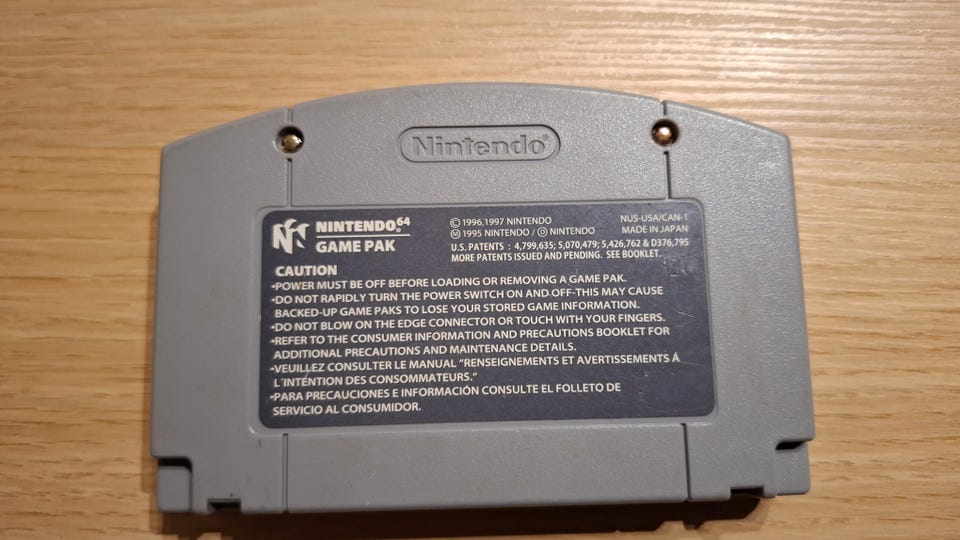 Nintendo®
NINTENDO64
GAME PAK
© 1996,1997 NINTENDO
Ⓜ 1995 NINTENDO / Ⓓ NINTENDO
NUS-USA/CAN-1
MADE IN JAPAN
U.S. PATENTS : 4,799,635; 5,070,479; 5,426,762 & D376,795
MORE PATENTS ISSUED AND PENDING. SEE BOOKLET.
CAUTION
•POWER MUST BE OFF BEFORE LOADING OR REMOVING A GAME PAK.
•DO NOT RAPIDLY TURN THE POWER SWITCH ON AND OFF-THIS MAY CAUSE
BACKED-UP GAME PAKS TO LOSE YOUR STORED GAME INFORMATION.
•DO NOT BLOW ON THE EDGE CONNECTOR OR TOUCH WITH YOUR FINGERS.
•REFER TO THE CONSUMER INFORMATION AND PRECAUTIONS BOOKLET FOR
ADDITIONAL PRECAUTIONS AND MAINTENANCE DETAILS.
•VEUILLEZ CONSULTER LE MANUAL "RENSEIGNEMENTS ET AVERTISSEMENTS Á
L'INTENTION DES CONSOMMATEURS."
•PARA PRECAUCIONES E INFORMACIÓN CONSULTE EL FOLLETO DE
SERVICIO AL CONSUMIDOR.